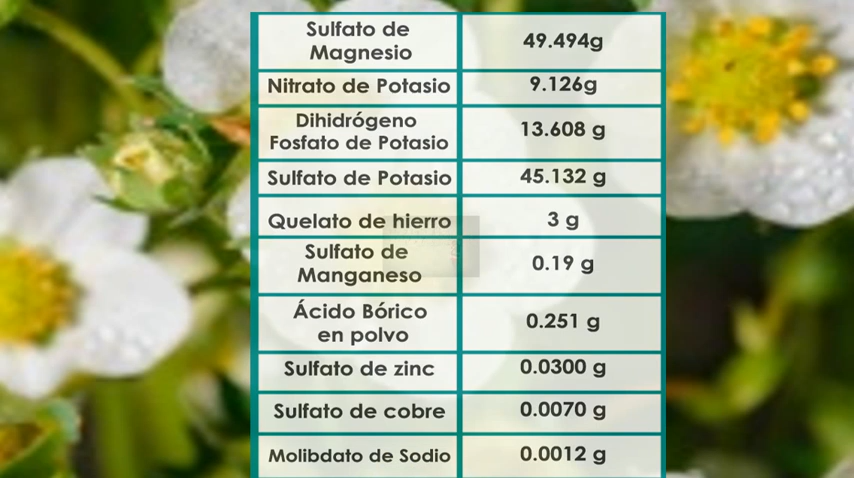 Sulfato de
Magnesio
49.494g
Nitrato de Potasio
9.126g
Dihidrógeno
Fosfato de Potasio
13.608 g
Sulfato de Potasio
45.132 g
Quelato de hierro
3 g
Sulfato de
Manganeso
0.19 g
Ácido Bórico
en polvo
0.251 g
Sulfato de zinc
0.0300 g
Sulfato de cobre
0.0070 g
Molibdato de Sodio
0.0012 g